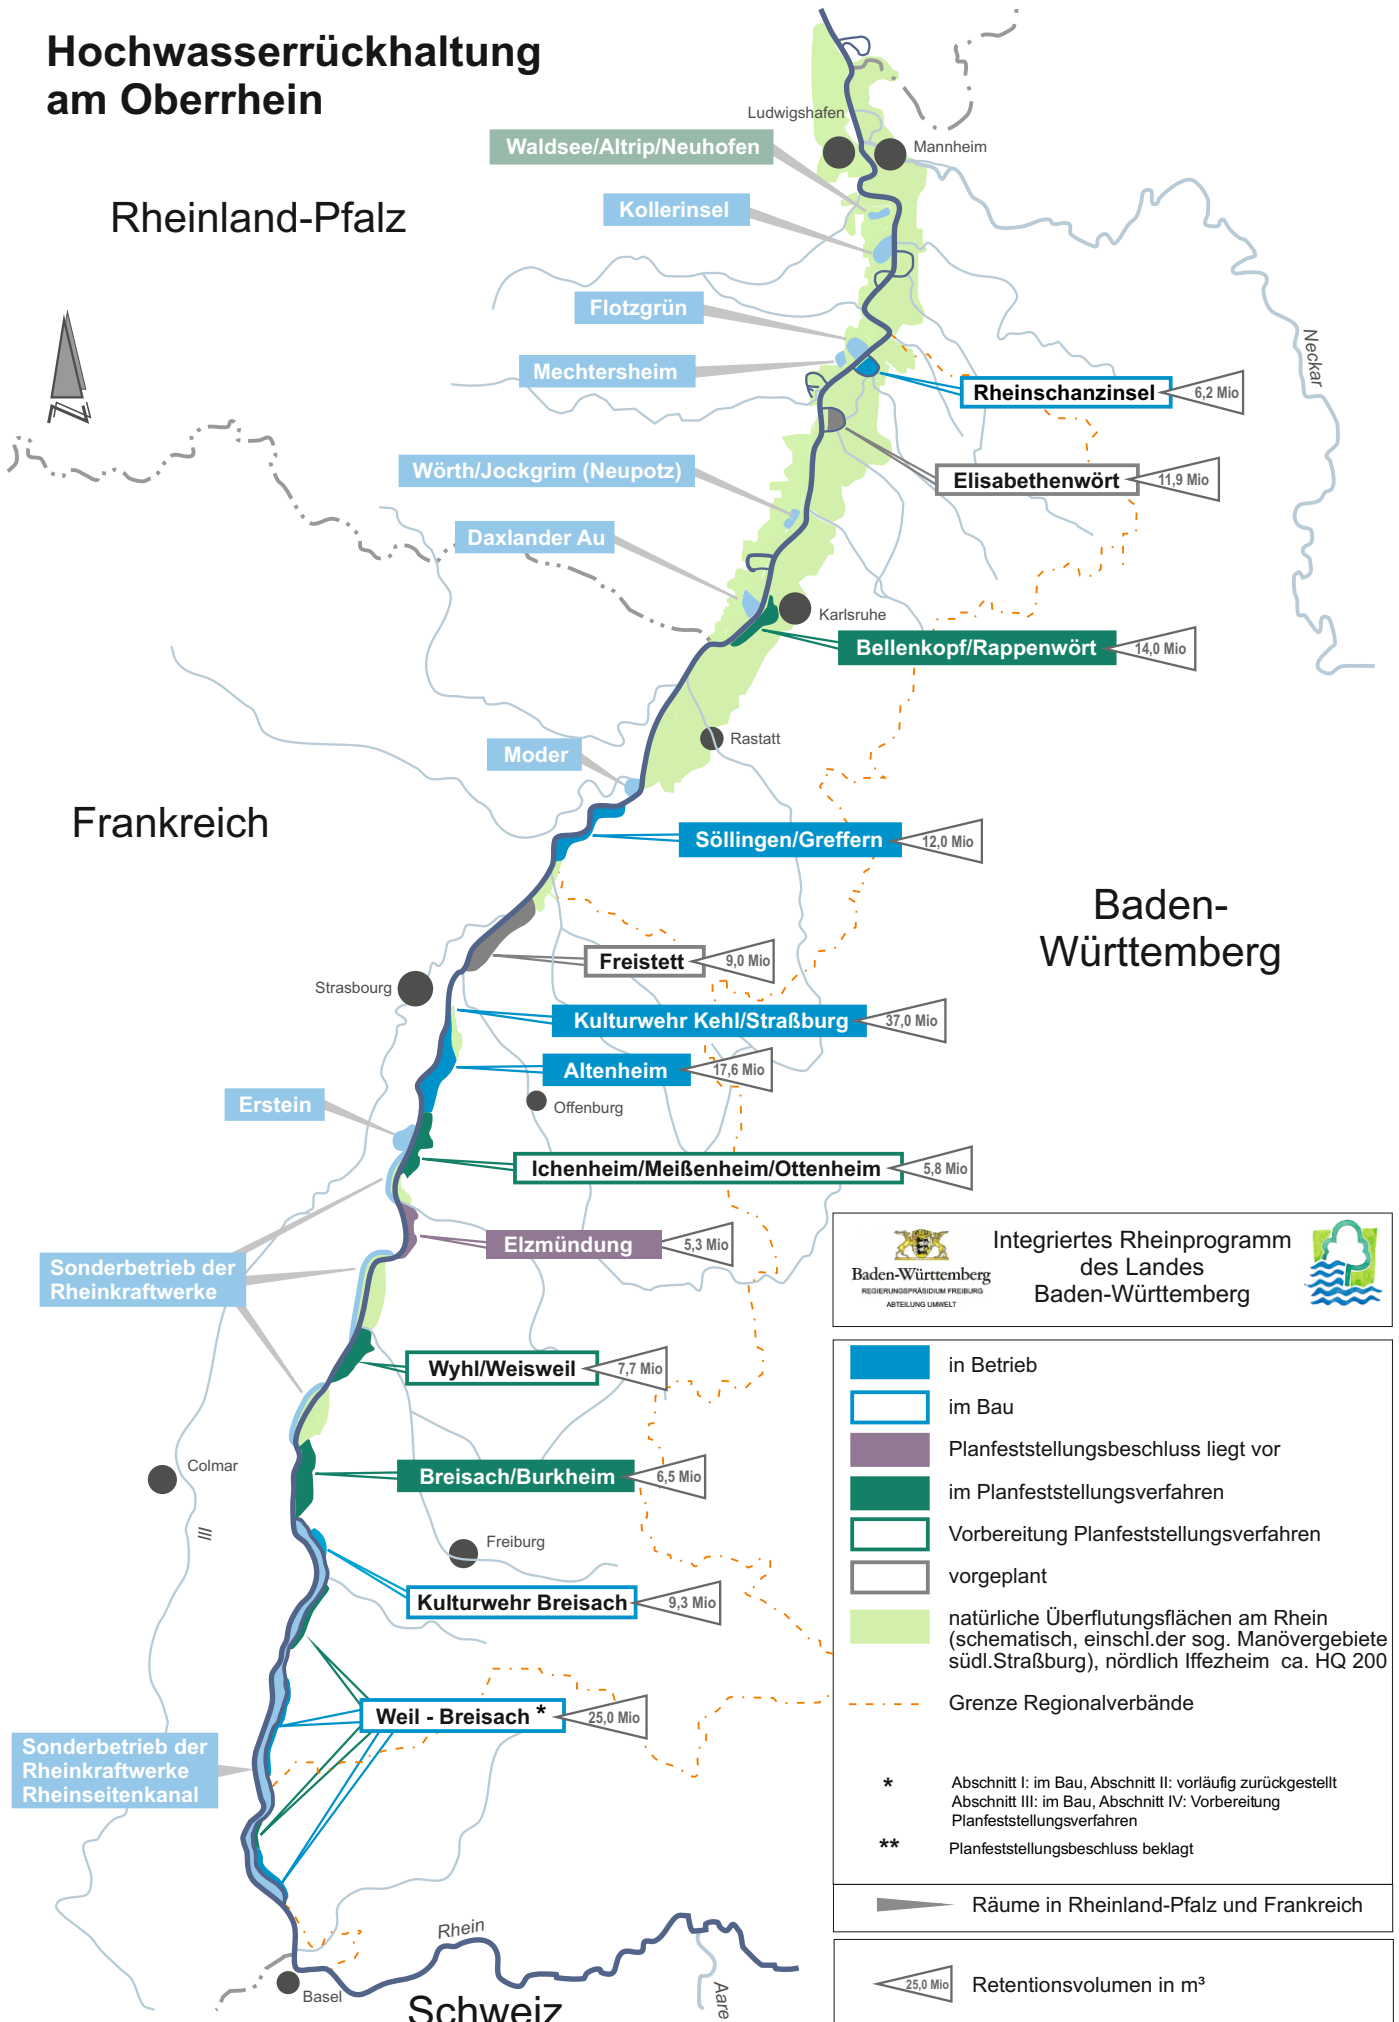 Hochwasserrückhaltung
am Oberrhein
Ludwigshafen
Mannheim
Waldsee/Altrip/Neuhofen
Rheinland-Pfalz
Kollerinsel
Flotzgrün
Neckar
Mechtersheim
Rheinschanzinsel
6,2 Mio
Wörth/Jockgrim (Neupotz)
Elisabethenwört
11,9 Mio
Daxlander Au
Karlsruhe
Bellenkopf/Rappenwört
14,0 Mio
Rastatt
Moder
Frankreich
Söllingen/Greffern
12,0 Mio
Baden-
Württemberg
Freistett
9,0 Mio
Strasbourg
Kulturwehr Kehl/Straßburg
37,0 Mio
Altenheim
17,6 Mio
Erstein
Offenburg
Ichenheim/Meißenheim/Ottenheim
5,8 Mio
Elzmündung
5,3 Mio
Sonderbetrieb der
Rheinkraftwerke
Wyhl/Weisweil
7,7 Mio
Colmar
Breisach/Burkheim
6,5 Mio
Freiburg
Kulturwehr Breisach
9,3 Mio
Weil - Breisach *
25,0 Mio
Sonderbetrieb der
Rheinkraftwerke
Rheinseitenkanal
Rhein
Aare
Basel
Schweiz
Baden-Württemberg
REGIERUNGSPRÄSIDIUM FREIBURG
ABTEILUNG UMWELT
Integriertes Rheinprogramm
des Landes
Baden-Württemberg
in Betrieb
im Bau
Planfeststellungsbeschluss liegt vor
im Planfeststellungsverfahren
Vorbereitung Planfeststellungsverfahren
vorgeplant
natürliche Überflutungsflächen am Rhein
(schematisch, einschl.der sog. Manövergebiete
südl.Straßburg), nördlich Iffezheim ca. HQ 200
Grenze Regionalverbände
* Abschnitt I: im Bau, Abschnitt II: vorläufig zurückgestellt
Abschnitt III: im Bau, Abschnitt IV: Vorbereitung
Planfeststellungsverfahren
** Planfeststellungsbeschluss beklagt
Räume in Rheinland-Pfalz und Frankreich
25,0 Mio
Retentionsvolumen in m³